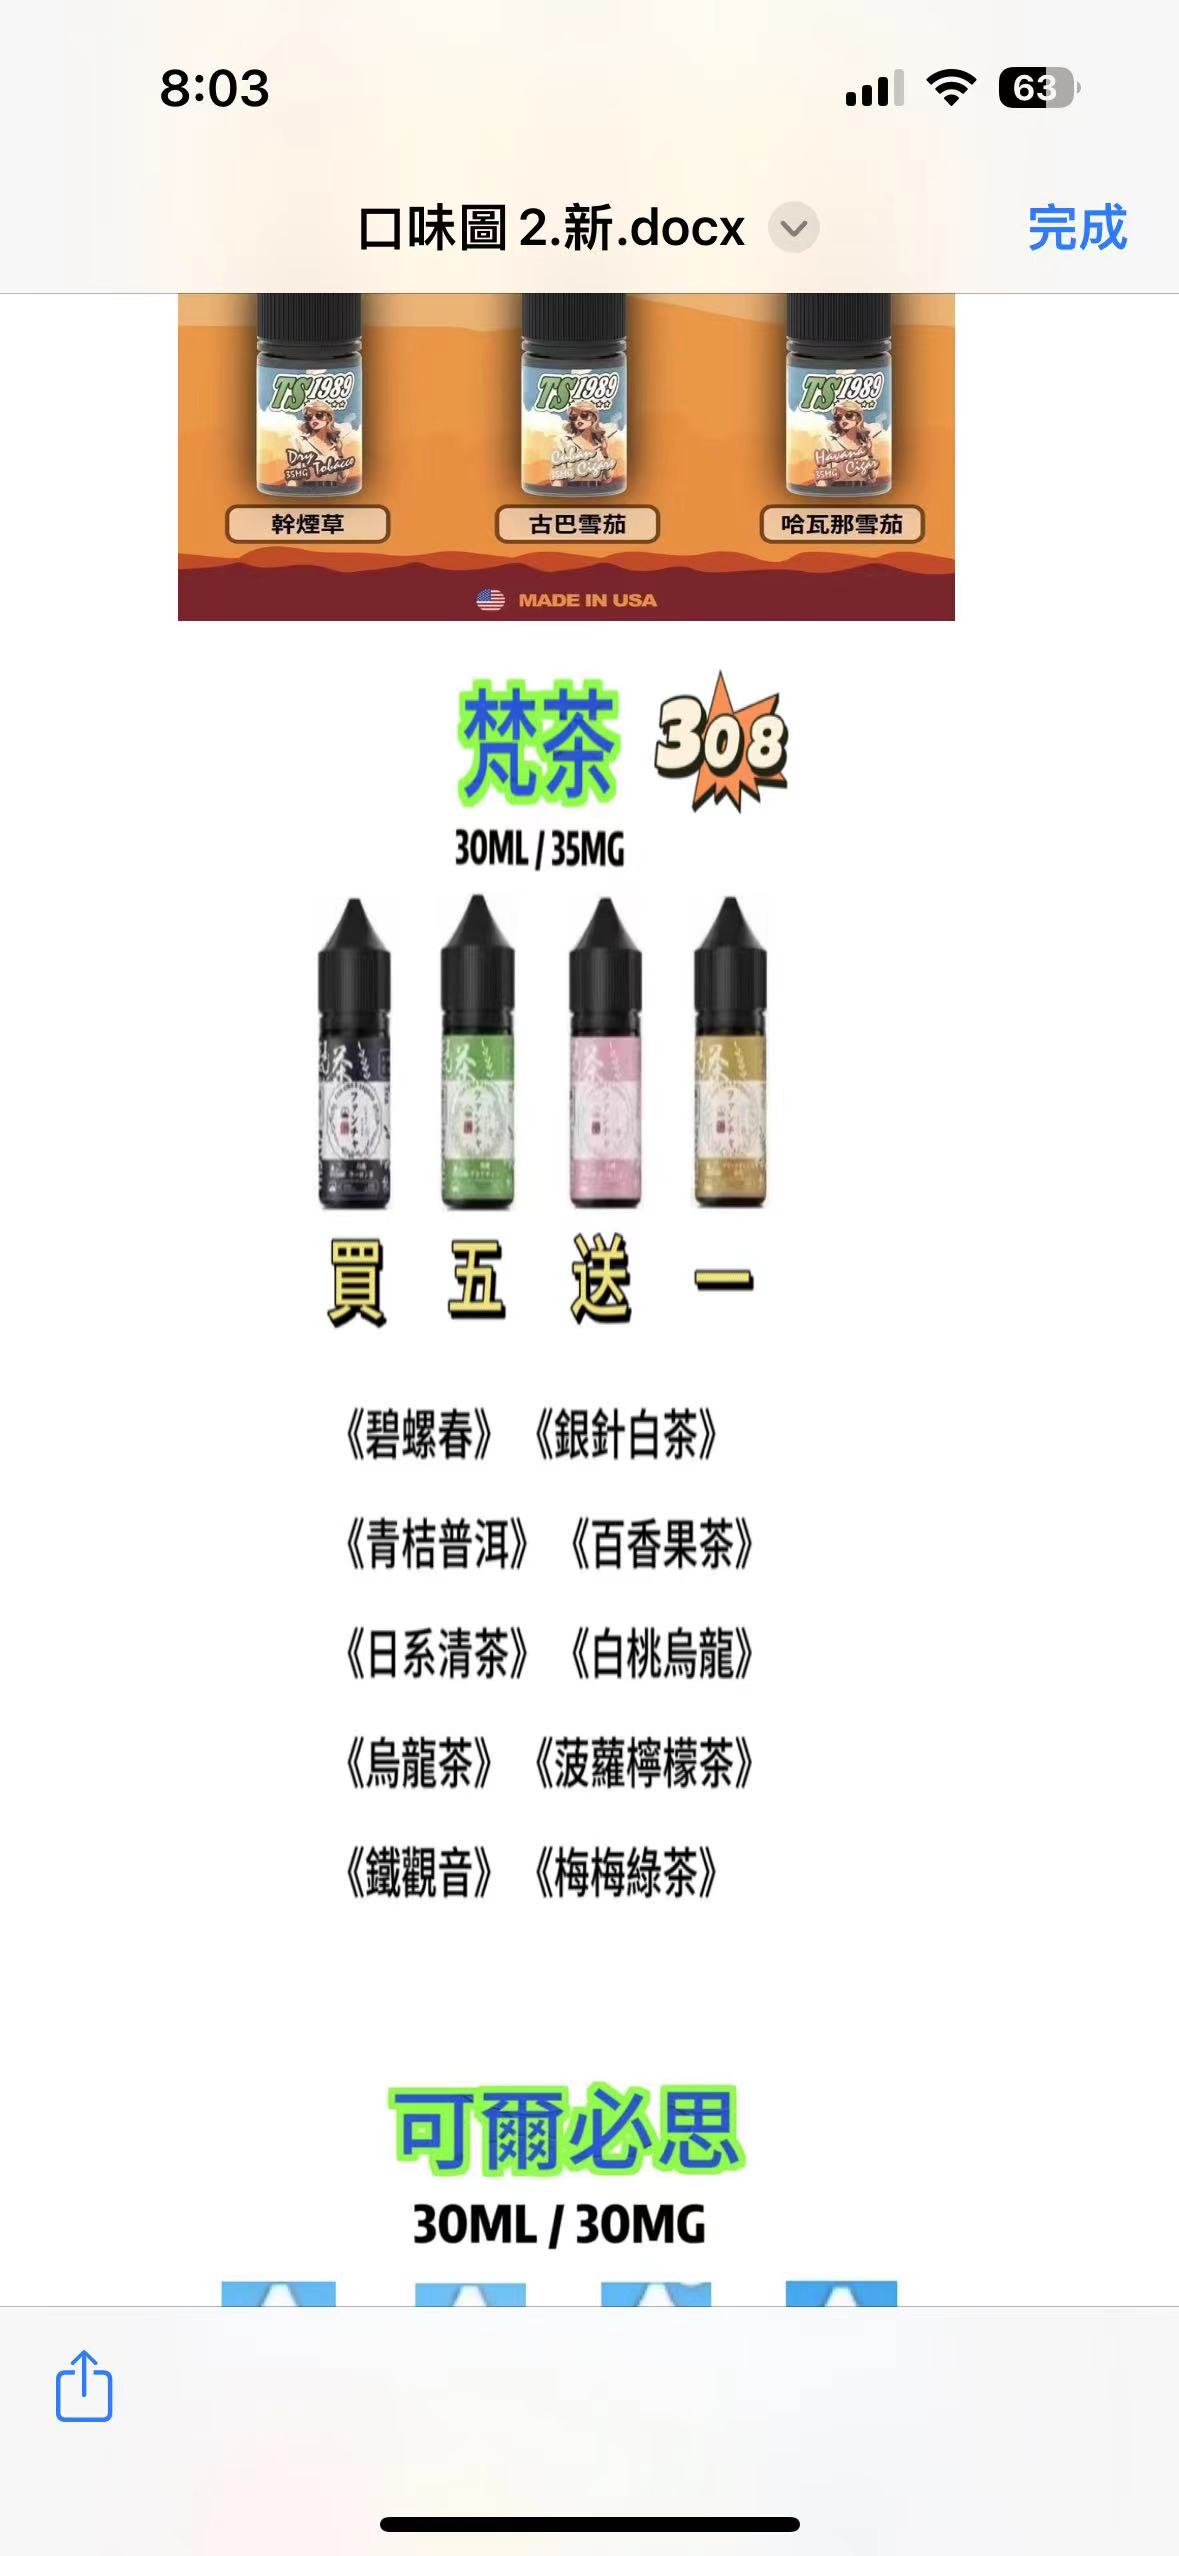 8:03
63
口味圖 2.新.docx
完成
TS 1989 TS 1989 TS 1989
Dry Tobacco 35MG
Cuban Cigar 35MG
Havana Cigar 35MG
幹煙草 古巴雪茄 哈瓦那雪茄
MADE IN USA
梵茶 308
30ML / 35MG
買 五 送 一
《碧螺春》 《銀針白茶》
《青桔普洱》 《百香果茶》
《日系清茶》 《白桃烏龍》
《烏龍茶》 《菠蘿檸檬茶》
《鐵觀音》 《梅梅綠茶》
可爾必思
30ML / 30MG